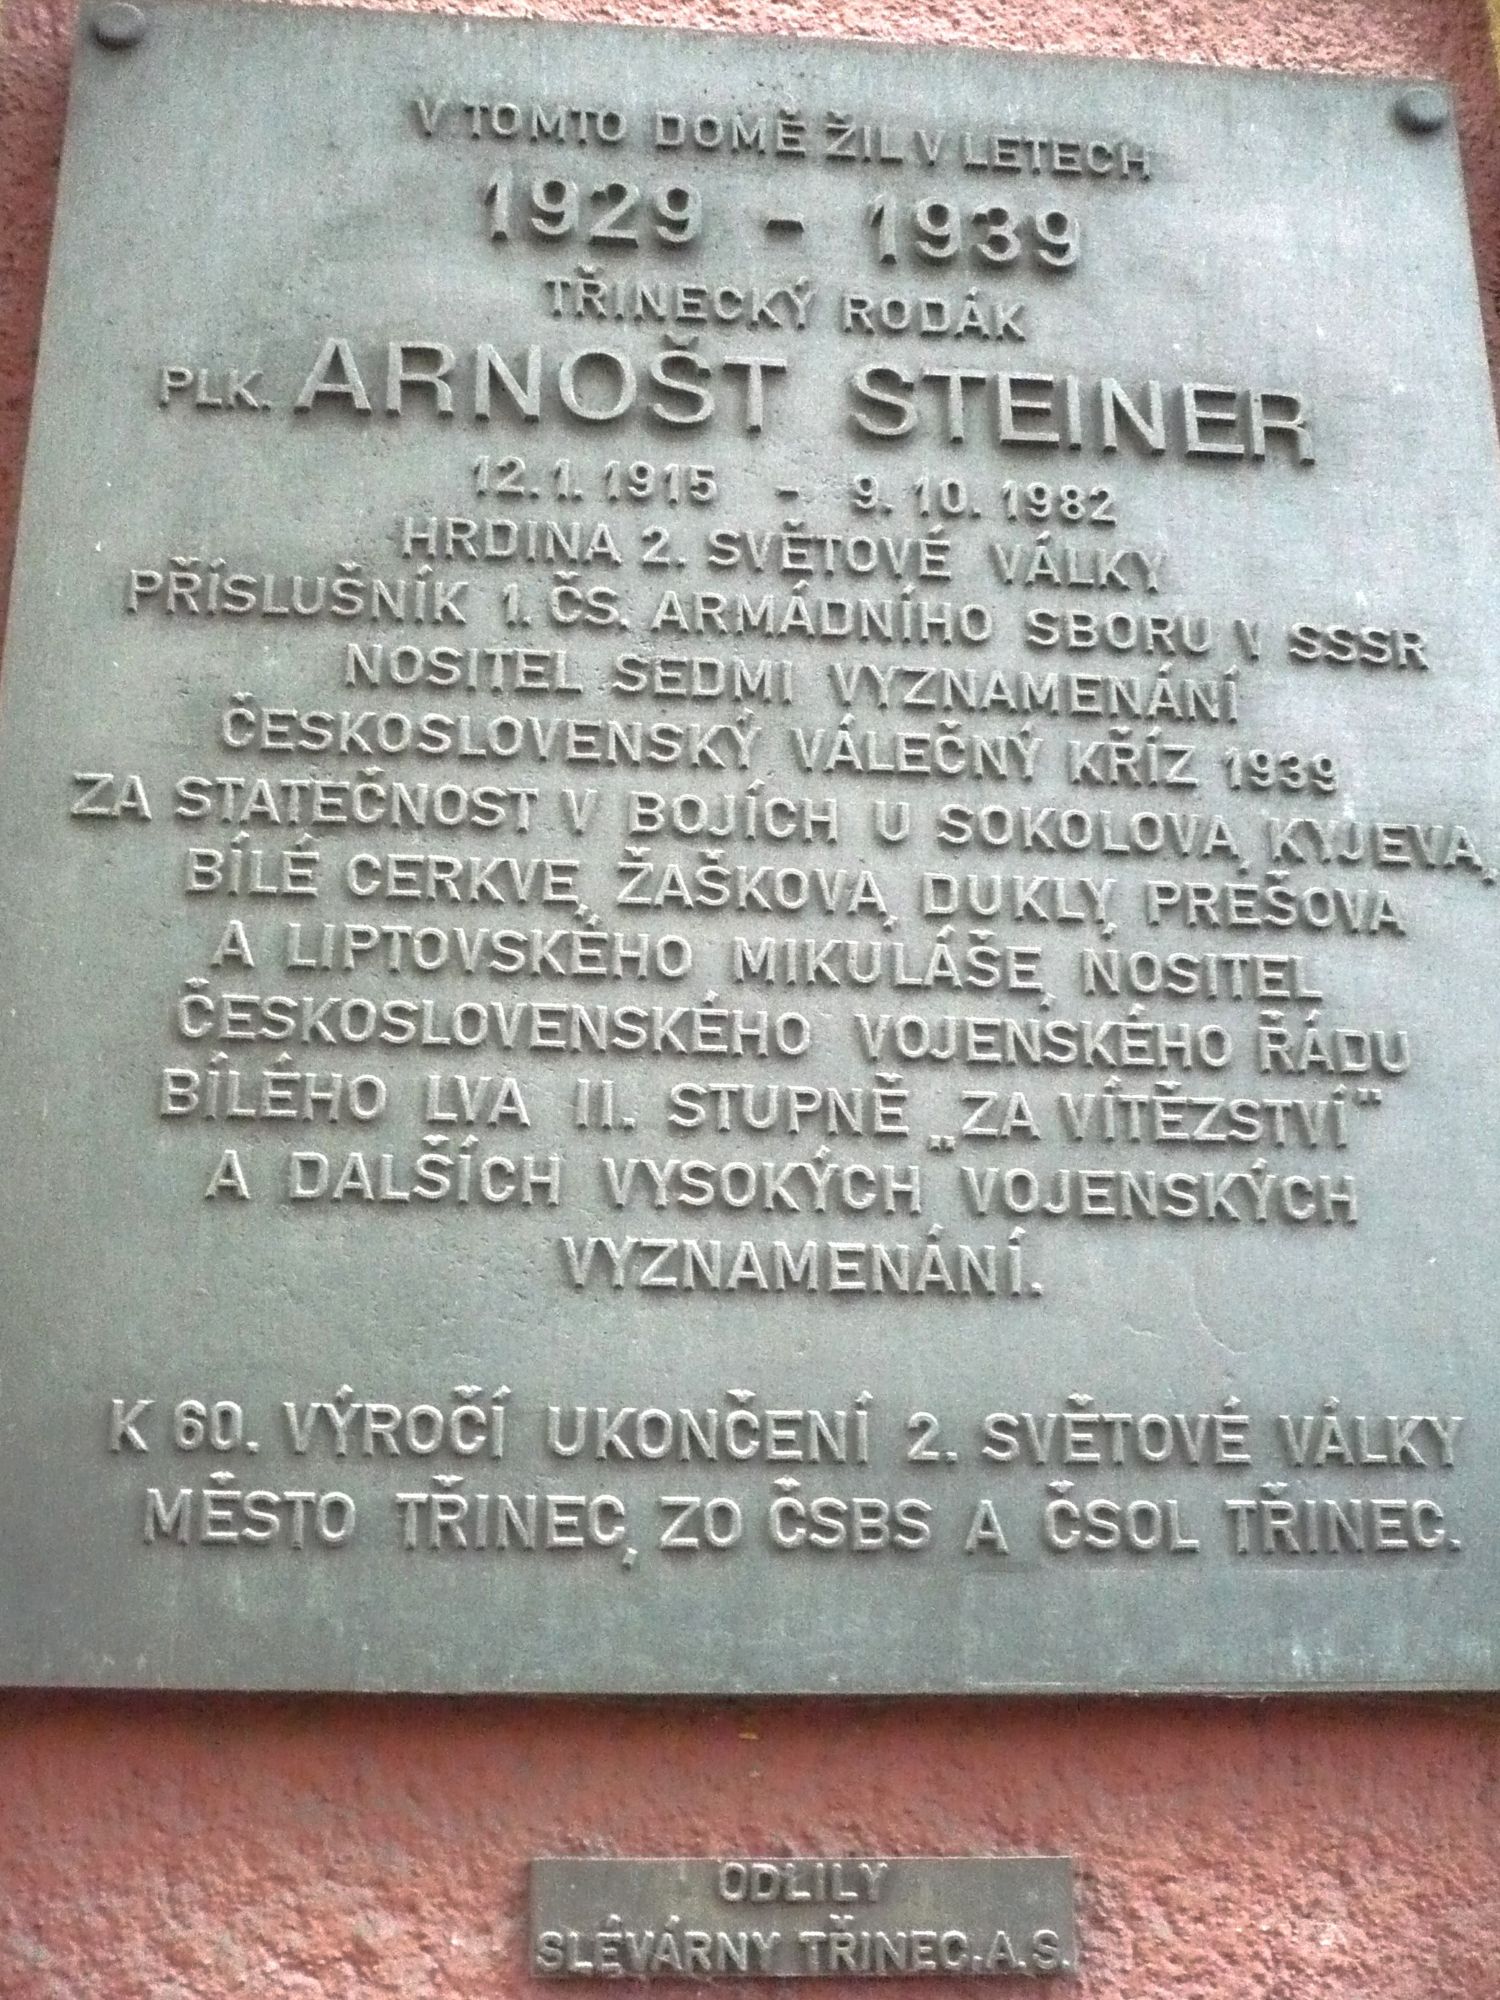 V TOMTO DOMĚ ŽIL V LETECH
1929 - 1939
TŘINECKÝ RODÁK
PLK. ARNOŠT STEINER
12. 1. 1915 - 9. 10. 1982
HRDINA 2. SVĚTOVÉ VÁLKY
PŘÍSLUŠNÍK 1. ČS. ARMÁDNÍHO SBORU V SSSR
NOSITEL SEDMI VYZNAMENÁNÍ
ČESKOSLOVENSKÝ VÁLEČNÝ KŘÍZ 1939
ZA STATEČNOST V BOJÍCH U SOKOLOVA, KYJEVA,
BÍLÉ CERKVE, ŽAŠKOVA, DUKLY, PREŠOVA
A LIPTOVSKÉHO MIKULÁŠE, NOSITEL
ČESKOSLOVENSKÉHO VOJENSKÉHO ŘÁDU
BÍLÉHO LVA II. STUPNĚ „ZA VÍTĚZSTVÍ"
A DALŠÍCH VYSOKÝCH VOJENSKÝCH
VYZNAMENÁNÍ.
K 60. VÝROČÍ UKONČENÍ 2. SVĚTOVÉ VÁLKY
MĚSTO TŘINEC, ZO ČSBS A ČSOL TŘINEC.
ODLILY
SLÉVÁRNY TŘINEC, A. S.